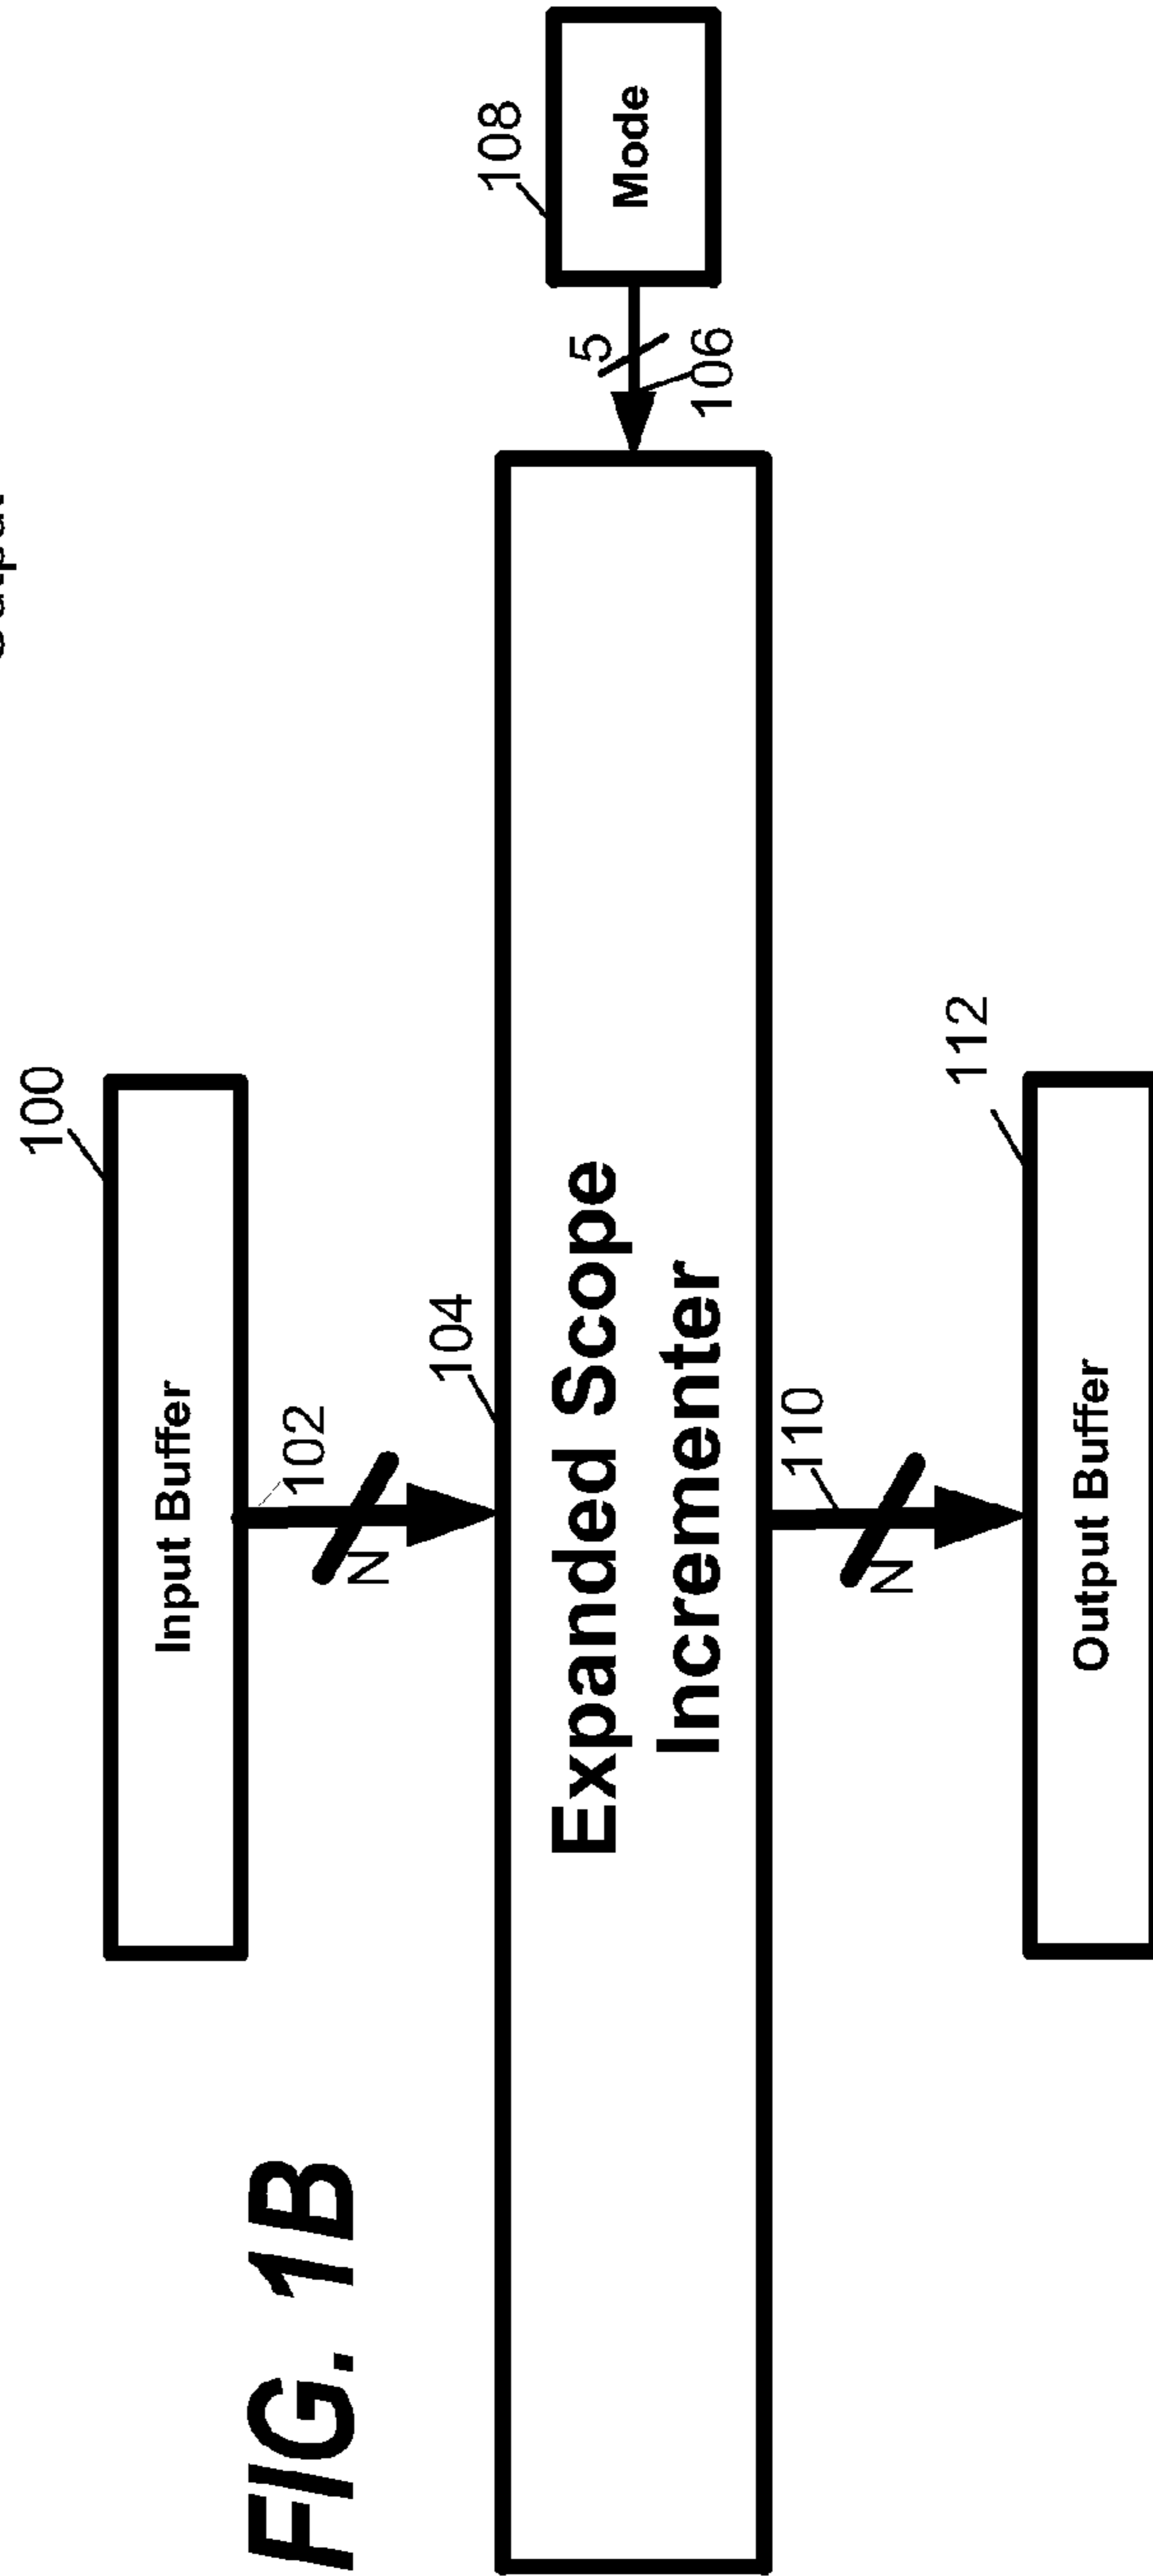 FIG. 1B
100
Input Buffer
102
N
104
Expanded Scope
Incrementer
5
106
108
Mode
110
N
112
Output Buffer